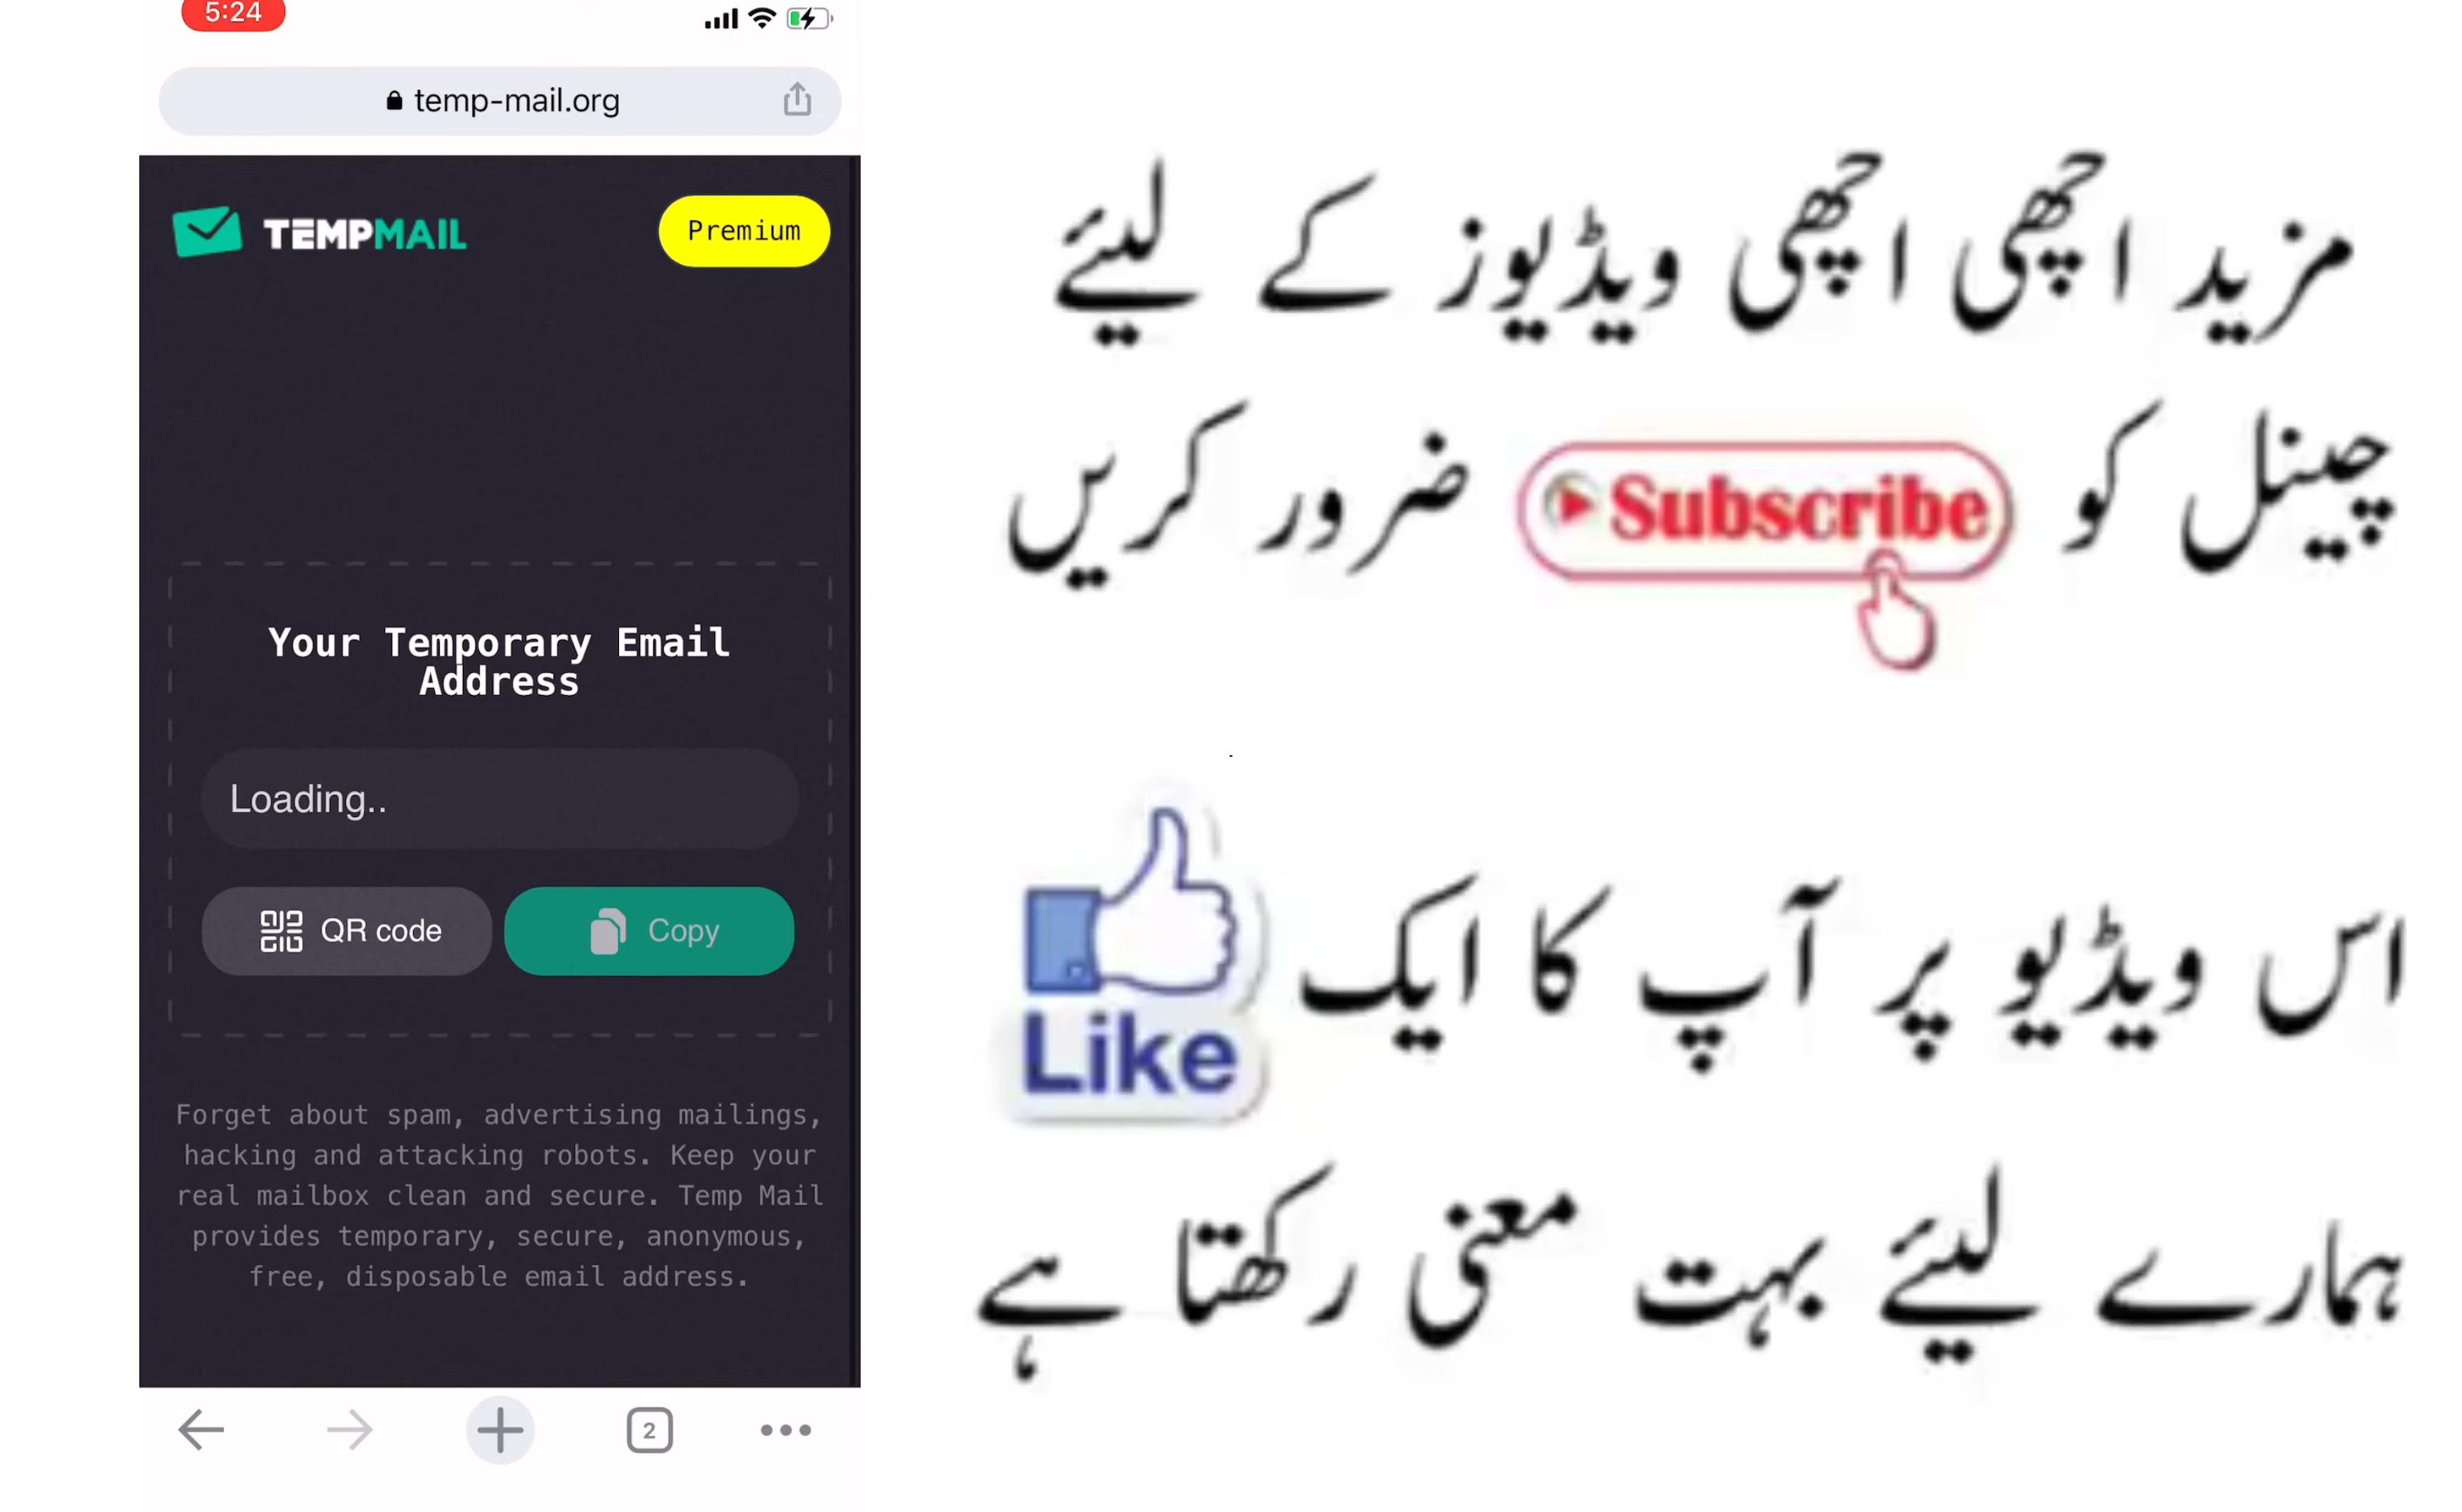 5:24
temp-mail.org
TEMPMAIL
Premium
Your Temporary Email
Address
Loading..
QR code
Copy
Forget about spam, advertising mailings,
hacking and attacking robots. Keep your
real mailbox clean and secure. Temp Mail
provides temporary, secure, anonymous,
free, disposable email address.
2
مزید اچھی اچھی ویڈیوز کے لیئے
چینل کو Subscribe ضرور کریں
اس ویڈیو پر آپ کا ایک
Like
ہمارے لیئے بہت معنی رکھتا ہے